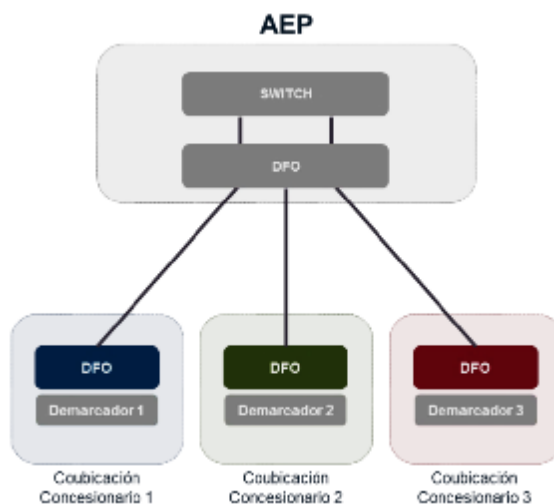 AEP
SWITCH
DFO
DFO
DFO
DFO
Demarcador 1
Demarcador 2
Demarcador 3
Coubicación
Concesionario 1
Coubicación
Concesionario 2
Coubicación
Concesionario 3